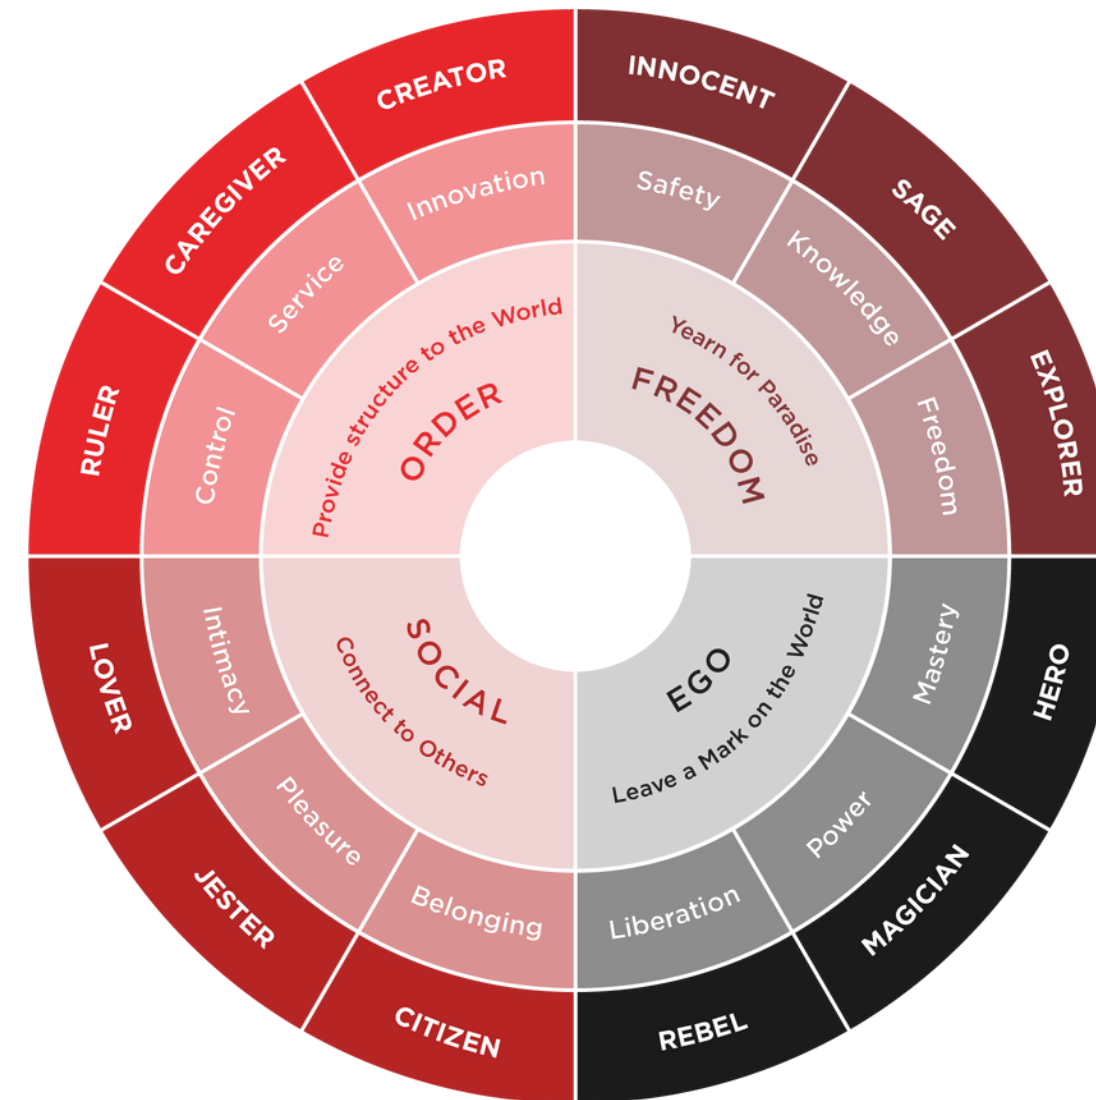 CREATOR
INNOCENT
CAREGIVER
SAGE
RULER
EXPLORER
LOVER
HERO
JESTER
MAGICIAN
CITIZEN
REBEL
Innovation
Safety
Service
Knowledge
Control
Freedom
Intimacy
Mastery
Pleasure
Power
Belonging
Liberation
Provide structure to the World
ORDER
Yearn for Paradise
FREEDOM
SOCIAL
Connect to Others
EGO
Leave a Mark on the World